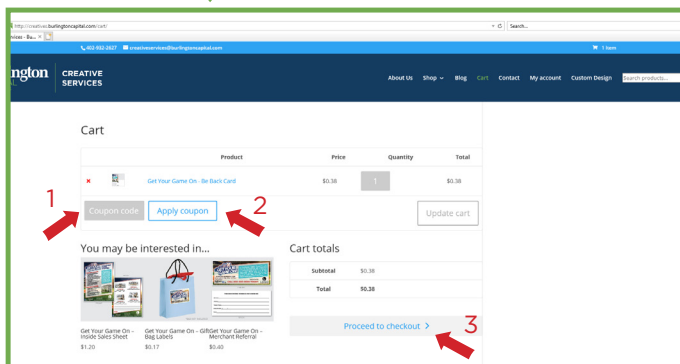 http://creatives.burlingtoncapital.com/cart/
Search...
vices - Bu... ×
402-932-2627 creativeservices@burlingtoncapital.com 1 Item
ngton CREATIVE
SERVICES
About Us Shop Blog Cart Contact My account Custom Design Search products...
Cart
Product Price Quantity Total
× Get Your Game On - Be Back Card $0.38 1 $0.38
1 Coupon code Apply coupon 2 Update cart
You may be interested in...
Cart totals
Subtotal $0.38
Total $0.38
Proceed to checkout > 3
Get Your Game On –
Inside Sales Sheet
$1.20
Get Your Game On – Gift
Bag Labels
$0.17
Get Your Game On –
Merchant Referral
$0.40